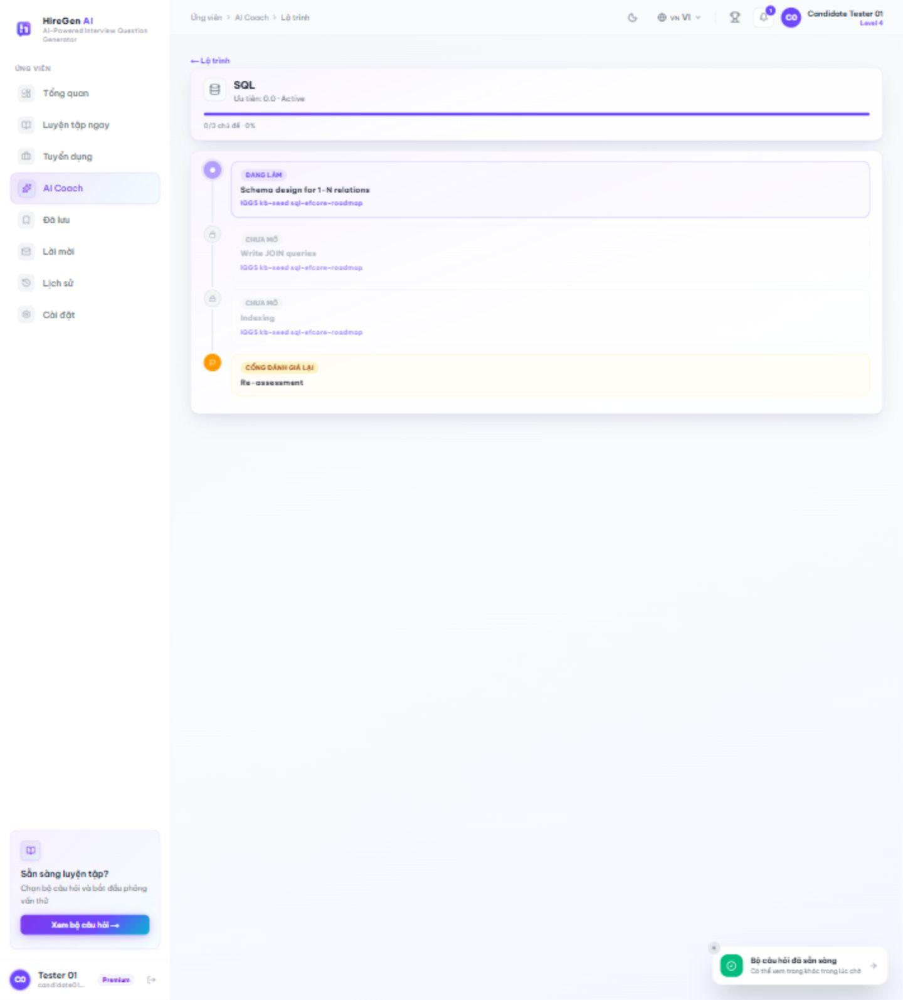 HireGen AI
AI-Powered Interview Question
Generator
ỨNG VIÊN
Tổng quan
Luyện tập ngay
Tuyển dụng
AI Coach
Đã lưu
Lời mời
Lịch sử
Cài đặt
Sẵn sàng luyện tập?
Chọn bộ câu hỏi và bắt đầu phỏng
vấn thử
Xem bộ câu hỏi →
C0
Tester 01
candidate01...
Premium
Ứng viên > AI Coach > Lộ trình
VN VI
1
C0
Candidate Tester 01
Level 4
← Lộ trình
SQL
Ưu tiên: 0.0 · Active
0/3 chủ đề · 0%
ĐANG LÀM
Schema design for 1-N relations
IQGS kb-seed sql-efcore-roadmap
CHƯA MỞ
Write JOIN queries
IQGS kb-seed sql-efcore-roadmap
CHƯA MỞ
Indexing
IQGS kb-seed sql-efcore-roadmap
CỔNG ĐÁNH GIÁ LẠI
Re-assessment
Bộ câu hỏi đã sẵn sàng
Có thể xem trang khác trong lúc chờ